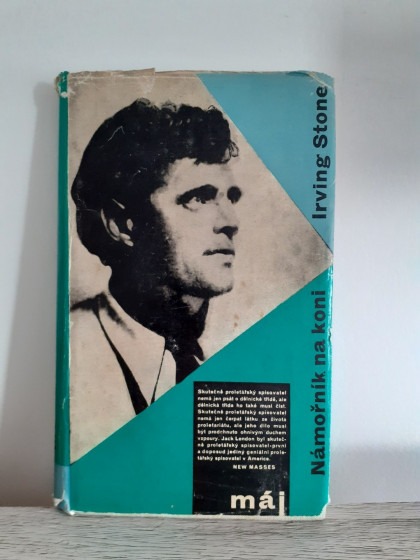 Irving Stone
Námořník na koni
Skutečně proletářský spisovatel
nemá jen psát o dělnické třídě, ale
dělnická třída ho také musí číst.
Skutečně proletářský spisovatel
nemá jen čerpat látku ze života
proletariátu, ale jeho dílo musí
být prodchnuto ohnivým duchem
vzpoury. Jack London byl skuteč-
ně proletářský spisovatel-první
a doposud jediný geniální prole-
tářský spisovatel v Americe.
NEW MASSES
máj